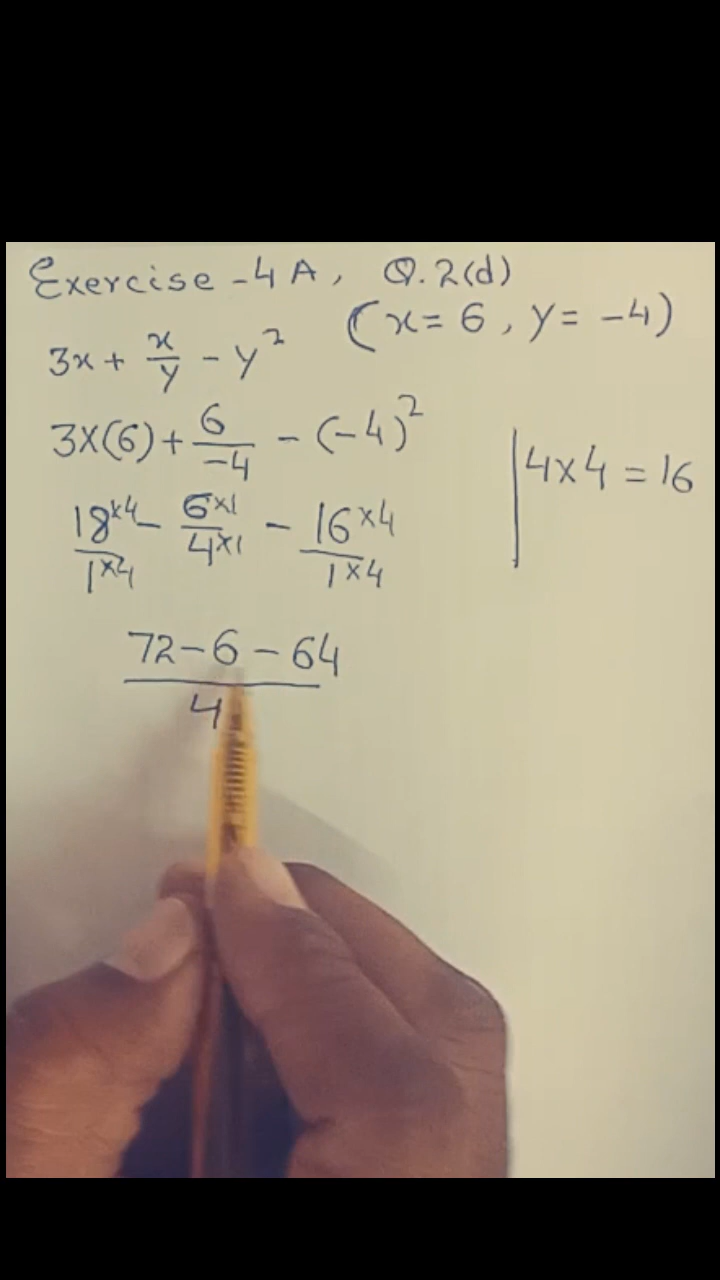 Exercise - 4A, Q.2(d)
(x = 6, y = -4)
3x + x/y - y²
3×(6) + 6/-4 - (-4)²
4×4 = 16
18×4/1×4 - 6×1/4×1 - 16×4/1×4
72-6-64/4